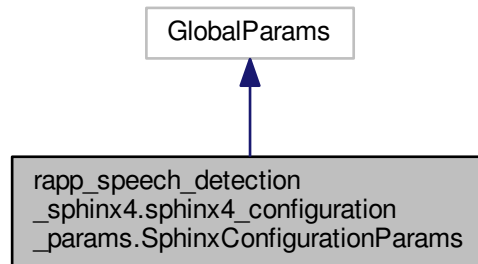 GlobalParams
rapp_speech_detection
_sphinx4.sphinx4_configuration
_params.SphinxConfigurationParams